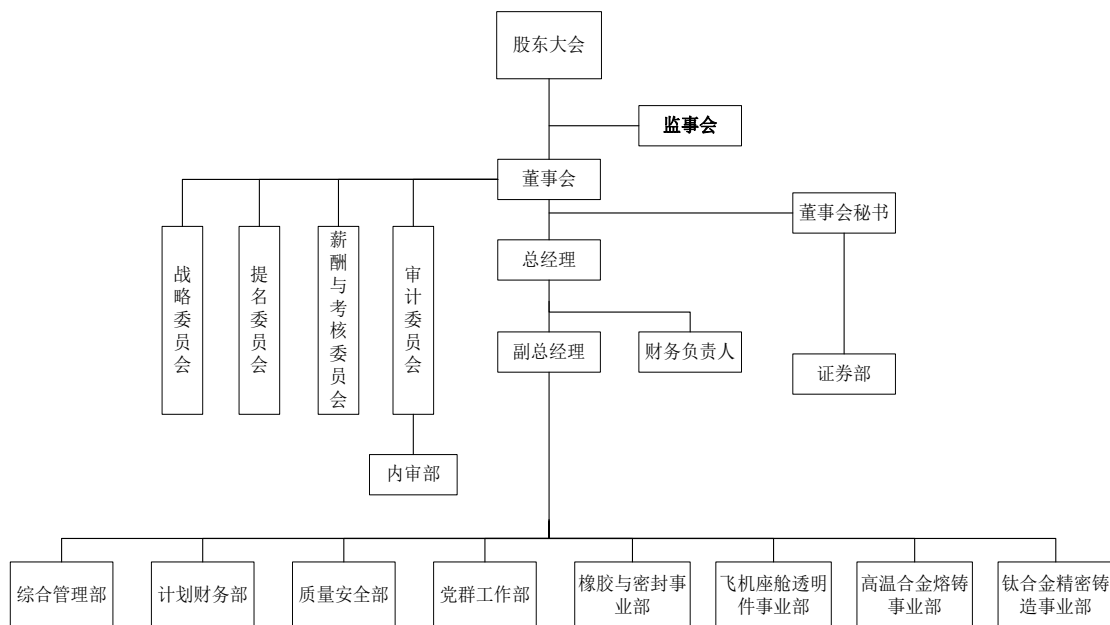 股东大会
监事会
董事会
董事会秘书
战略委员会
提名委员会
薪酬与考核委员会
审计委员会
总经理
副总经理
财务负责人
证券部
内审部
综合管理部
计划财务部
质量安全部
党群工作部
橡胶与密封事
业部
飞机座舱透明
件事业部
高温合金熔铸
事业部
钛合金精密铸
造事业部